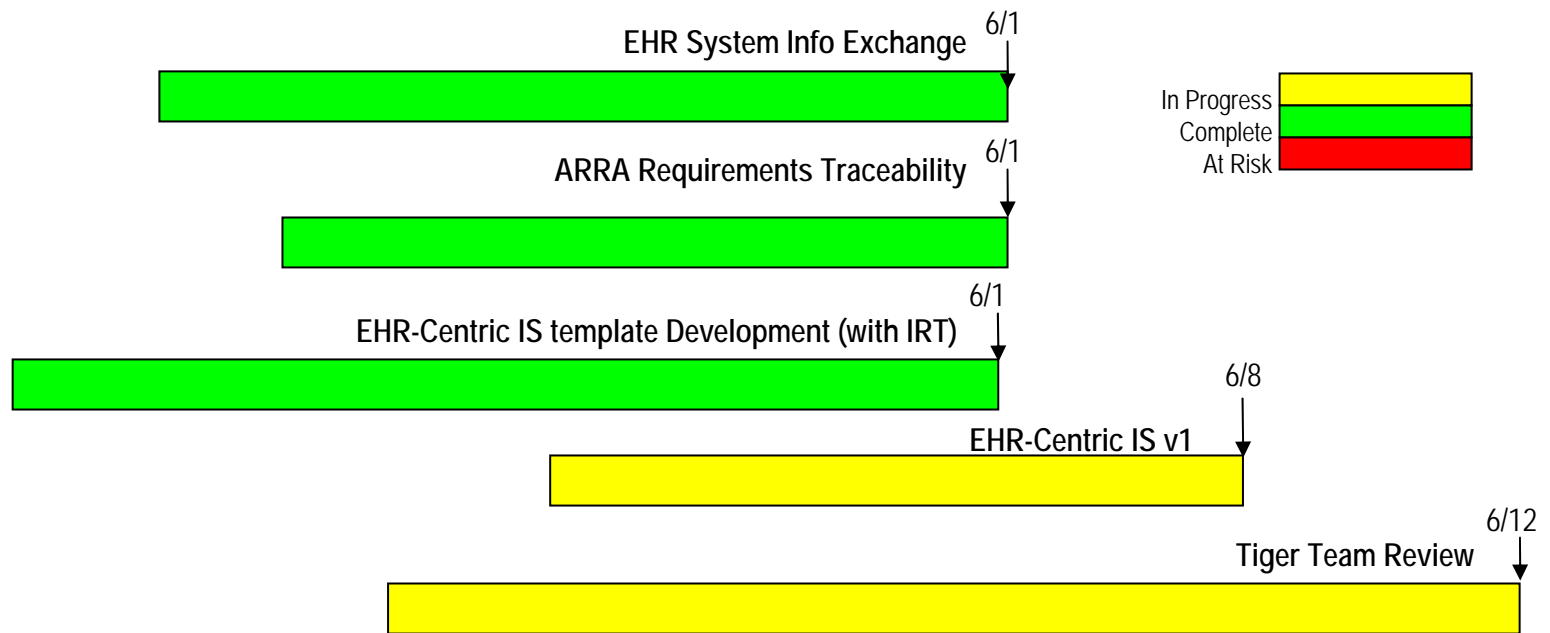 6/1
EHR System Info Exchange
In Progress
Complete
At Risk
6/1
ARRA Requirements Traceability
6/1
EHR-Centric IS template Development (with IRT)
6/8
EHR-Centric IS v1
6/12
Tiger Team Review